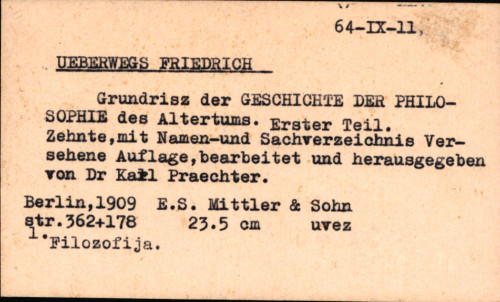 64-IX-11,
UEBERWEGS FRIEDRICH
Grundrisz der GESCHICHTE DER PHILO-
SOPHIE des Altertums. Erster Teil.
Zehnte,mit Namen-und Sachverzeichnis Ver-
sehene Auflage,bearbeitet und herausgegeben
von Dr Karl Praechter.
Berlin,1909 E.S. Mittler & Sohn
str.362+178 23.5 cm uvez
1.
Filozofija.